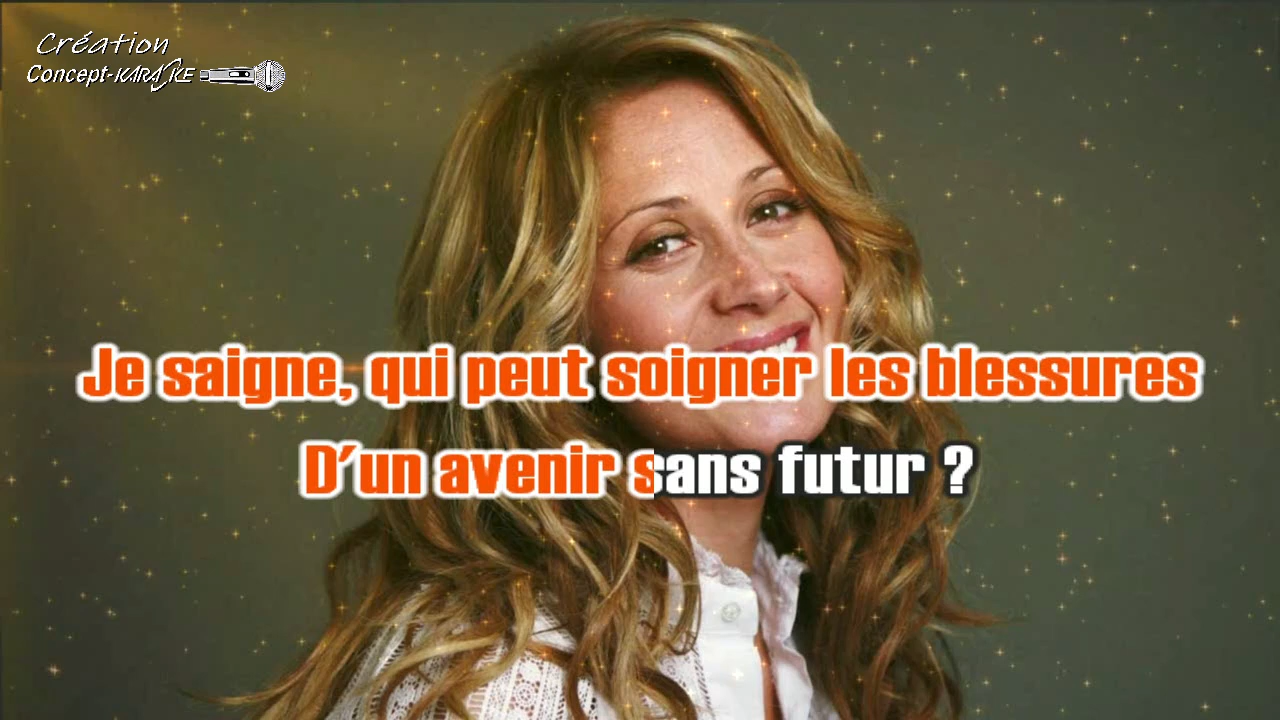 Création
Concept-KARAOKE
Je saigne, qui peut soigner les blessures
D'un avenir sans futur ?